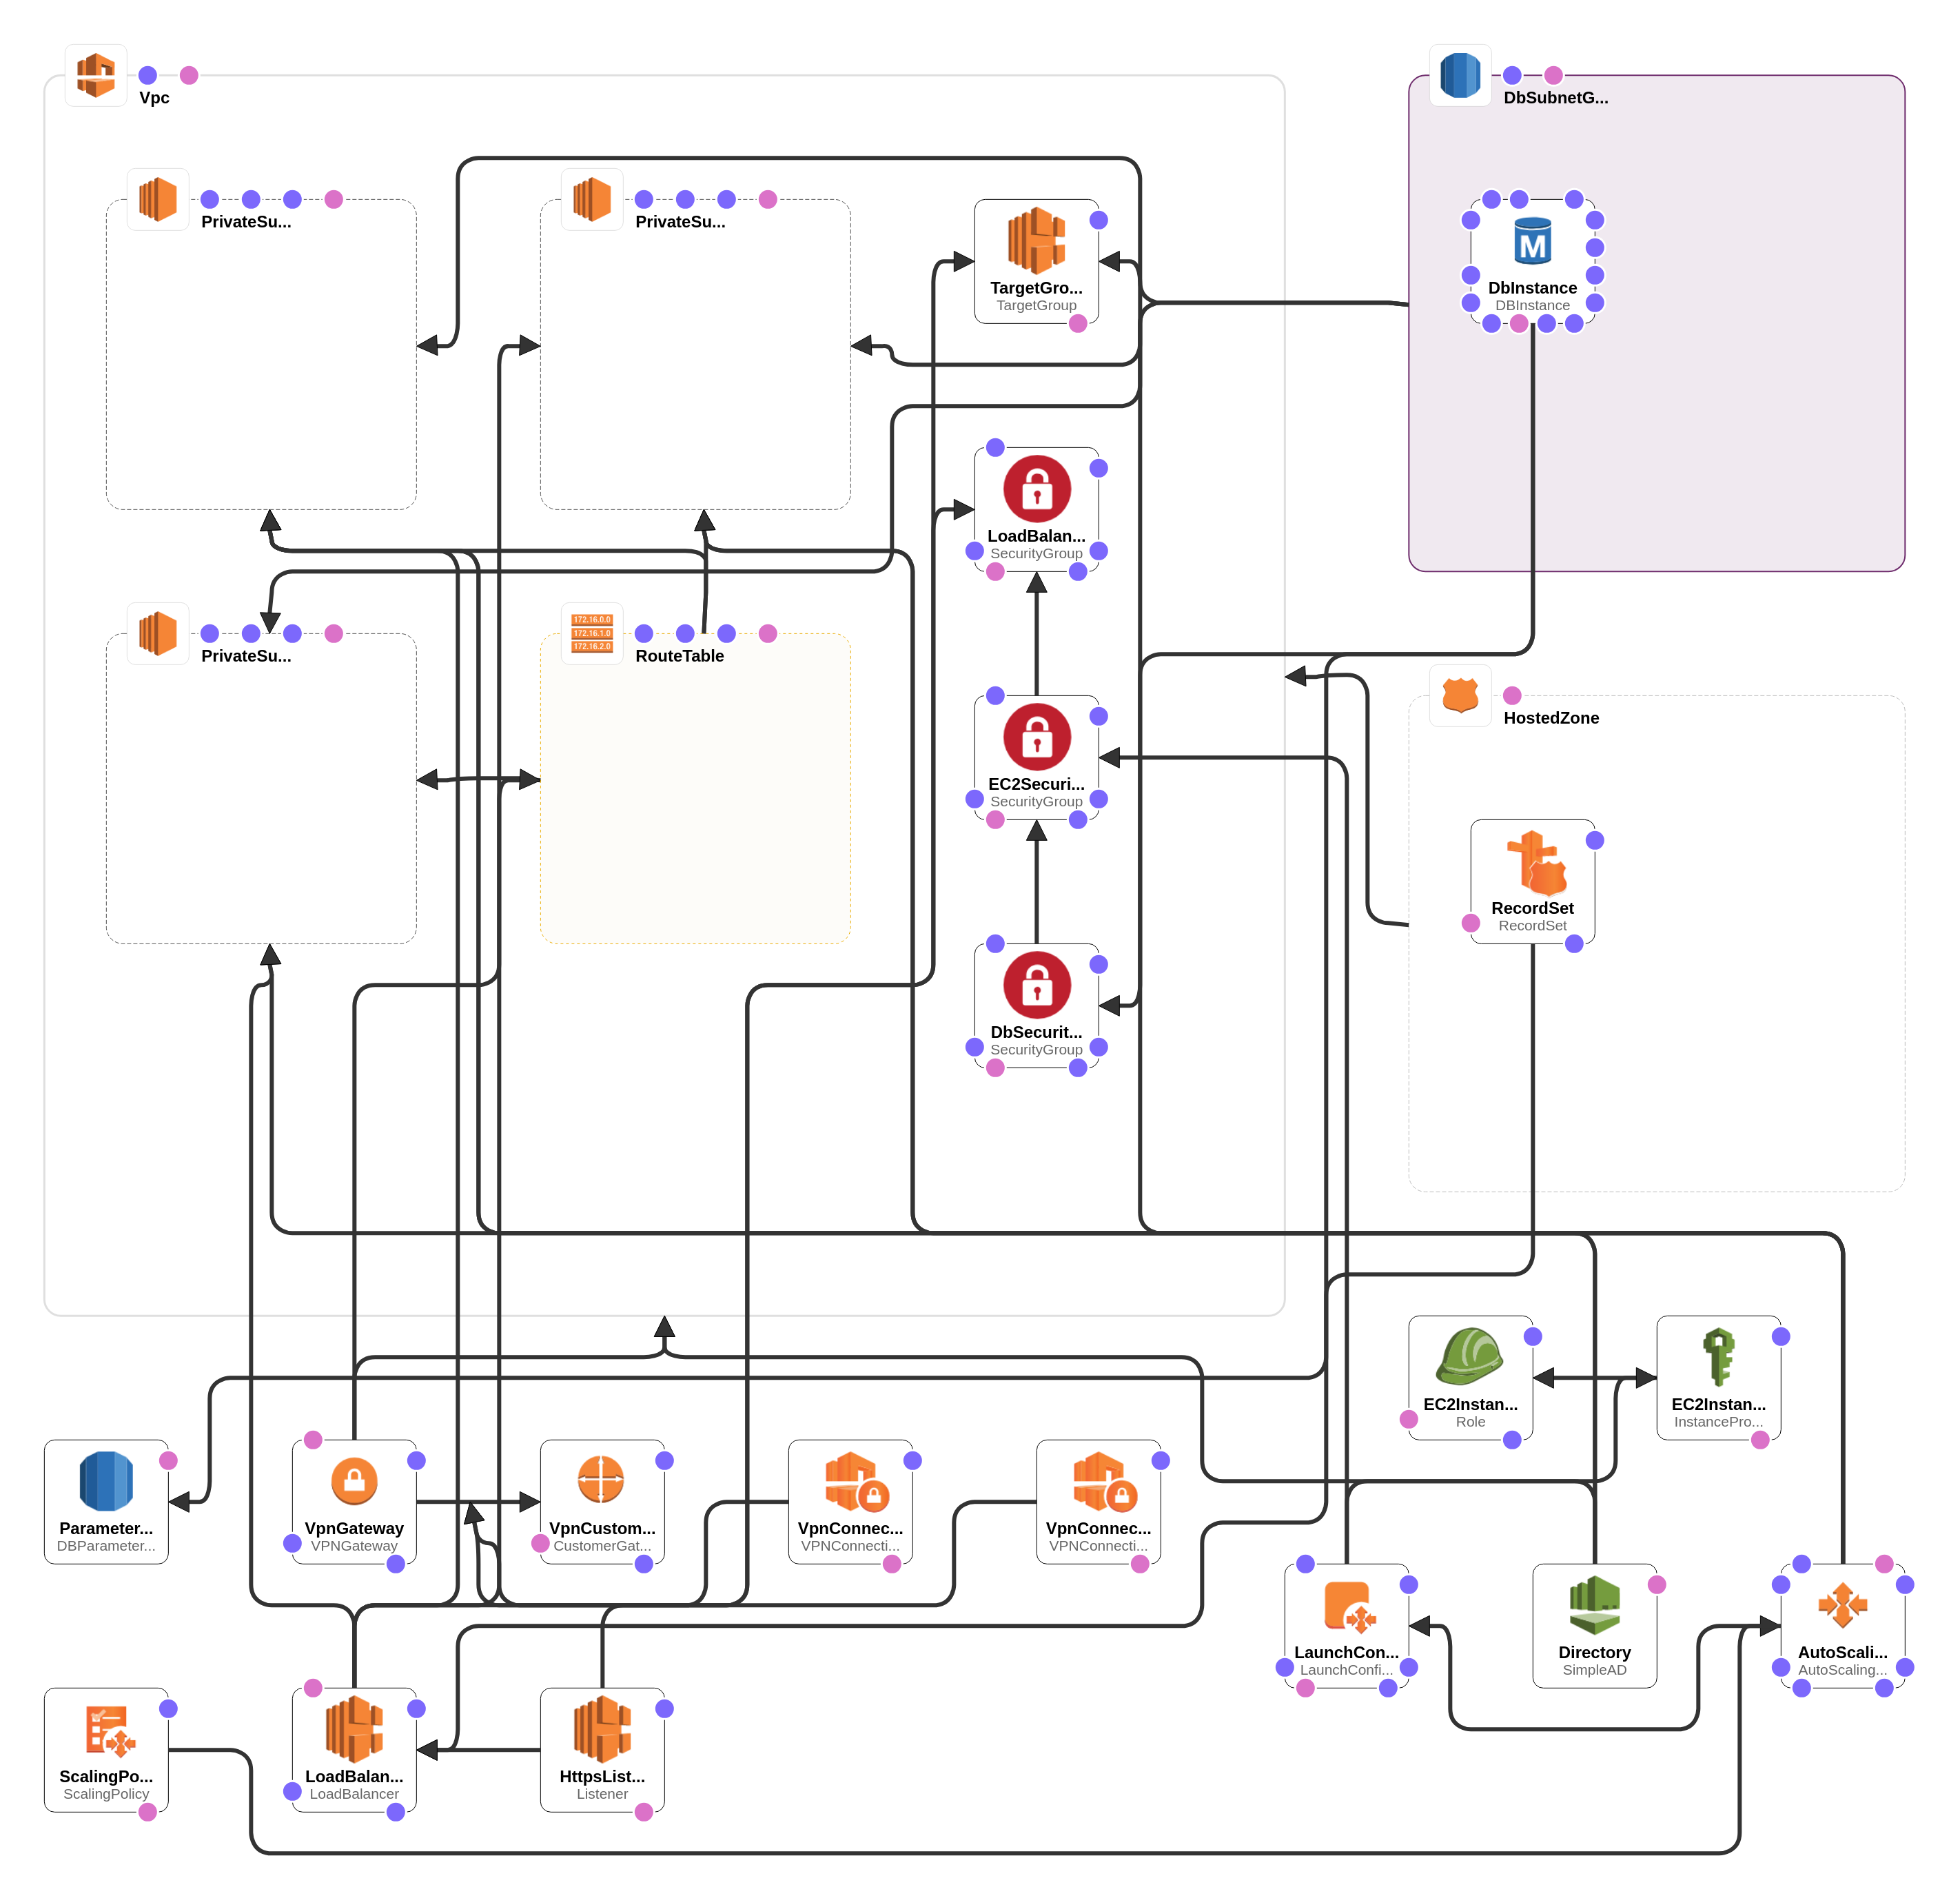 Vpc
DbSubnetG...
PrivateSu...
PrivateSu...
TargetGro...
TargetGroup
M
DbInstance
DBInstance
LoadBalan...
SecurityGroup
PrivateSu...
172.16.0.0
172.16.1.0
172.16.2.0
RouteTable
EC2Securi...
SecurityGroup
HostedZone
RecordSet
RecordSet
DbSecurit...
SecurityGroup
EC2Instan...
Role
EC2Instan...
InstancePro...
Parameter...
DBParameter...
VpnGateway
VPNGateway
VpnCustom...
CustomerGat...
VpnConnec...
VPNConnecti...
VpnConnec...
VPNConnecti...
LaunchCon...
LaunchConfi...
Directory
SimpleAD
AutoScali...
AutoScaling...
ScalingPo...
ScalingPolicy
LoadBalan...
LoadBalancer
HttpsList...
Listener